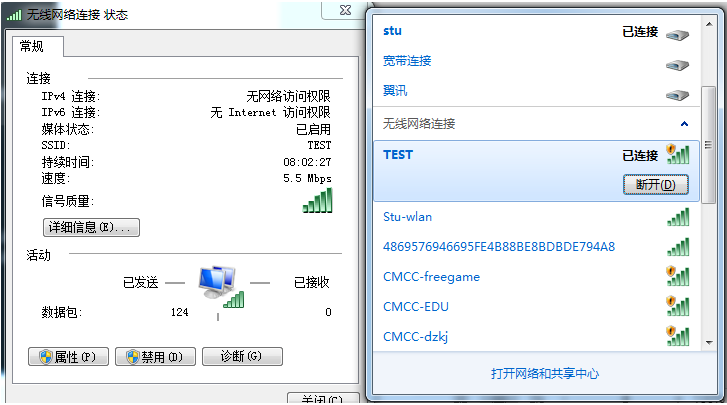 无线网络连接 状态
常规
连接
IPv4 连接: 无网络访问权限
IPv6 连接: 无 Internet 访问权限
媒体状态: 已启用
SSID: TEST
持续时间: 08:02:27
速度: 5.5 Mbps
信号质量:
详细信息(E)...
活动
已发送 已接收
数据包: 124 0
属性(P) 禁用(D) 诊断(G)
关闭(C)
stu 已连接
宽带连接
翼讯
无线网络连接
TEST 已连接
断开(D)
Stu-wlan
4869576946695FE4B88BE8BDBDE794A8
CMCC-freegame
CMCC-EDU
CMCC-dzkj
打开网络和共享中心